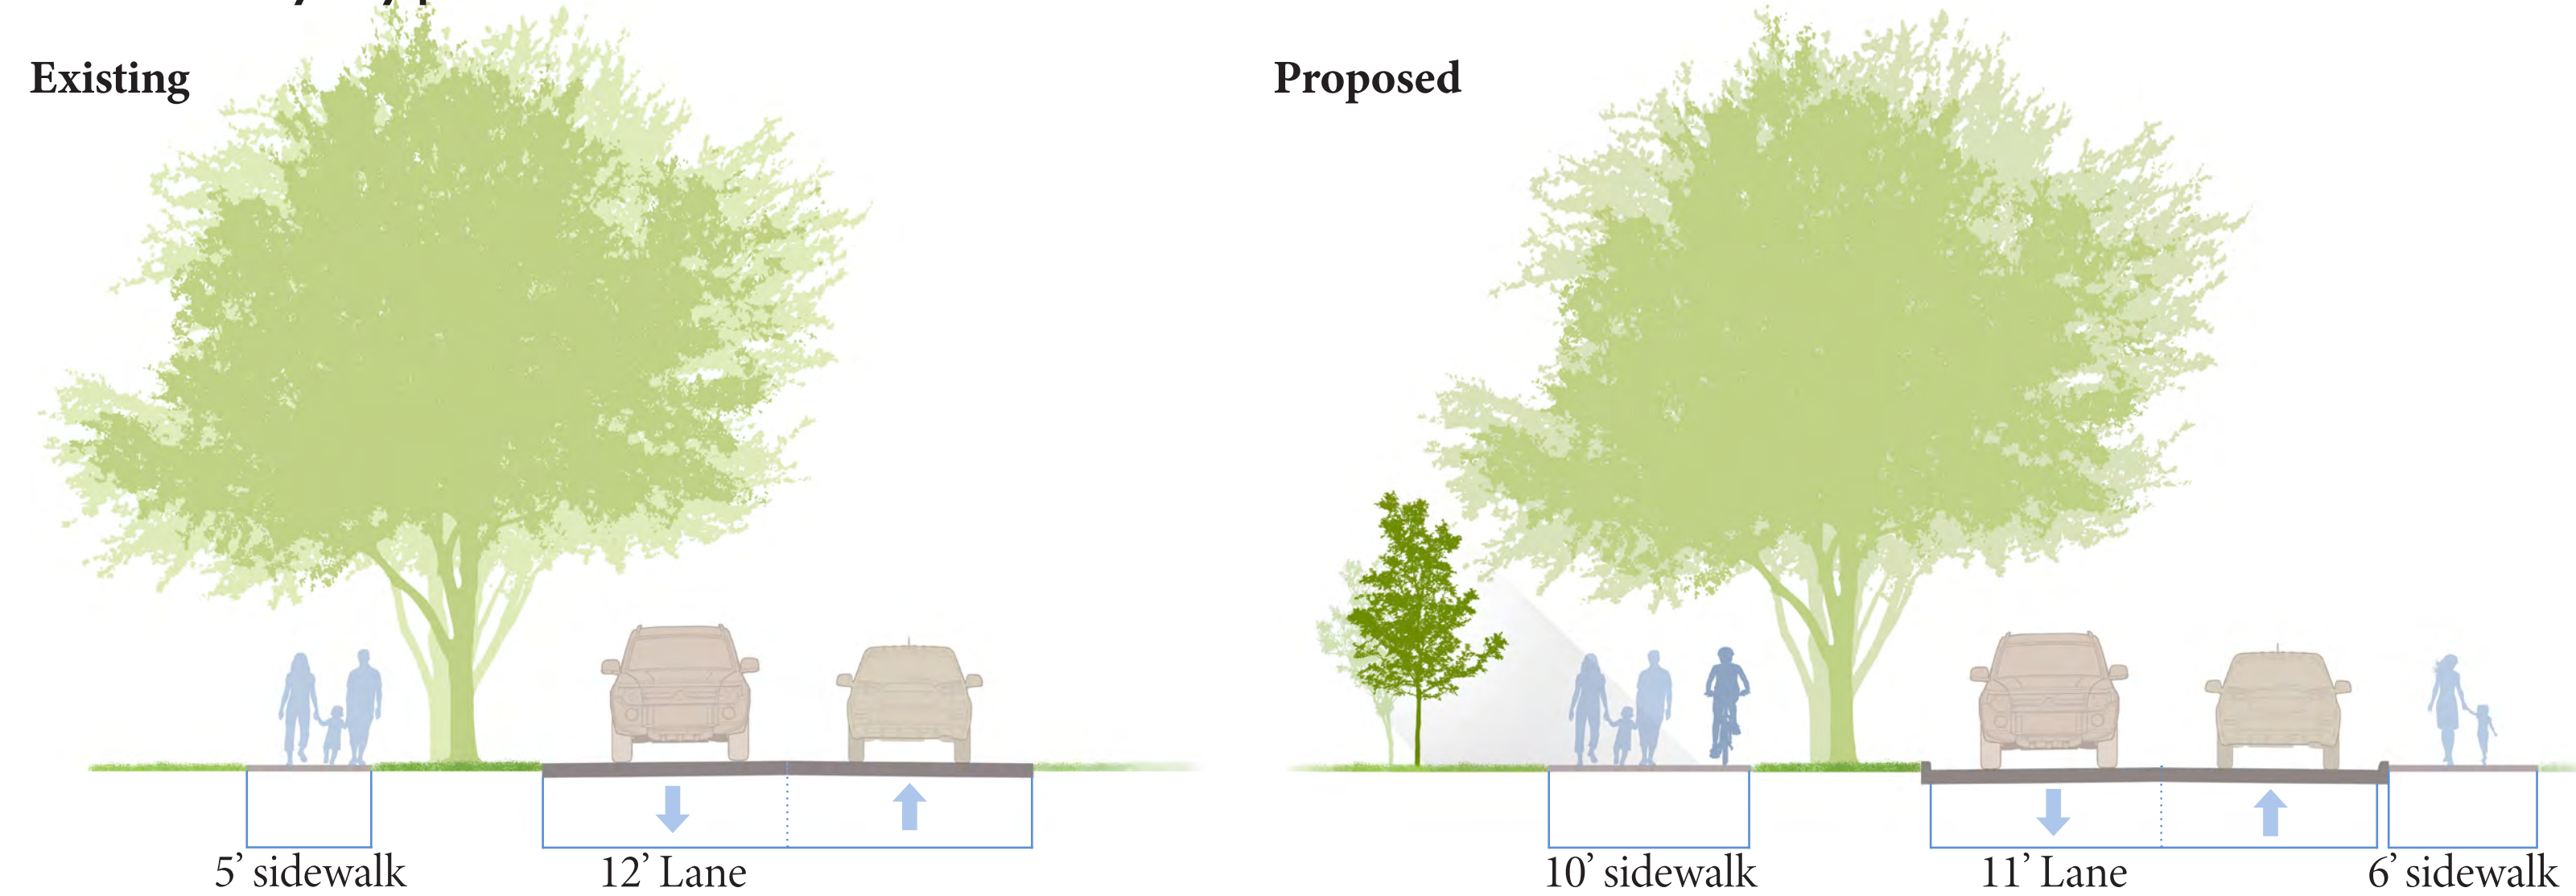 Existing
Proposed
5’ sidewalk
12’ Lane
10’ sidewalk
11’ Lane
6’ sidewalk